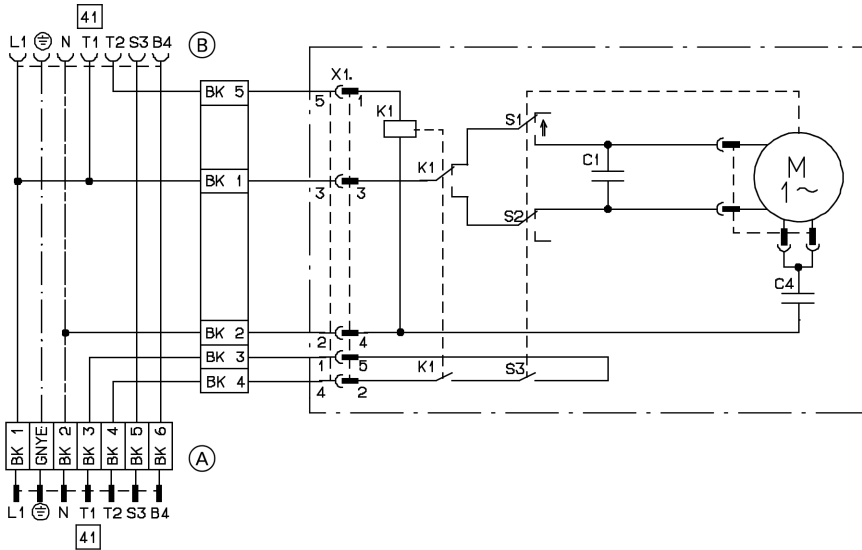 41
L1 N T1 T2 S3 B4 B
BK 5
X1.
5 1
K1
S1
C1
M
1~
BK 1
3 3
K1
S2
C4
BK 2
2 4
BK 3
1 5
K1
S3
BK 4
4 2
BK 1
GNYE
BK 2
BK 3
BK 4
BK 5
BK 6
A
L1 N T1 T2 S3 B4
41